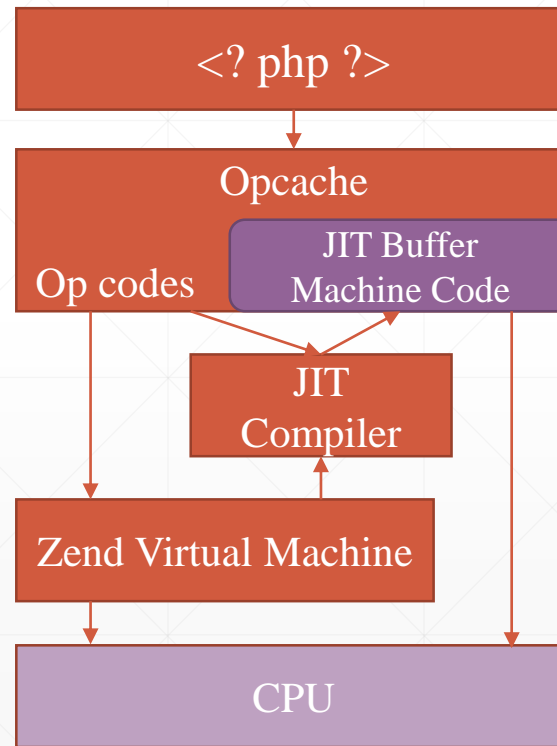 <? php ?>
Opcache
JIT Buffer
Machine Code
Op codes
JIT
Compiler
Zend Virtual Machine
CPU